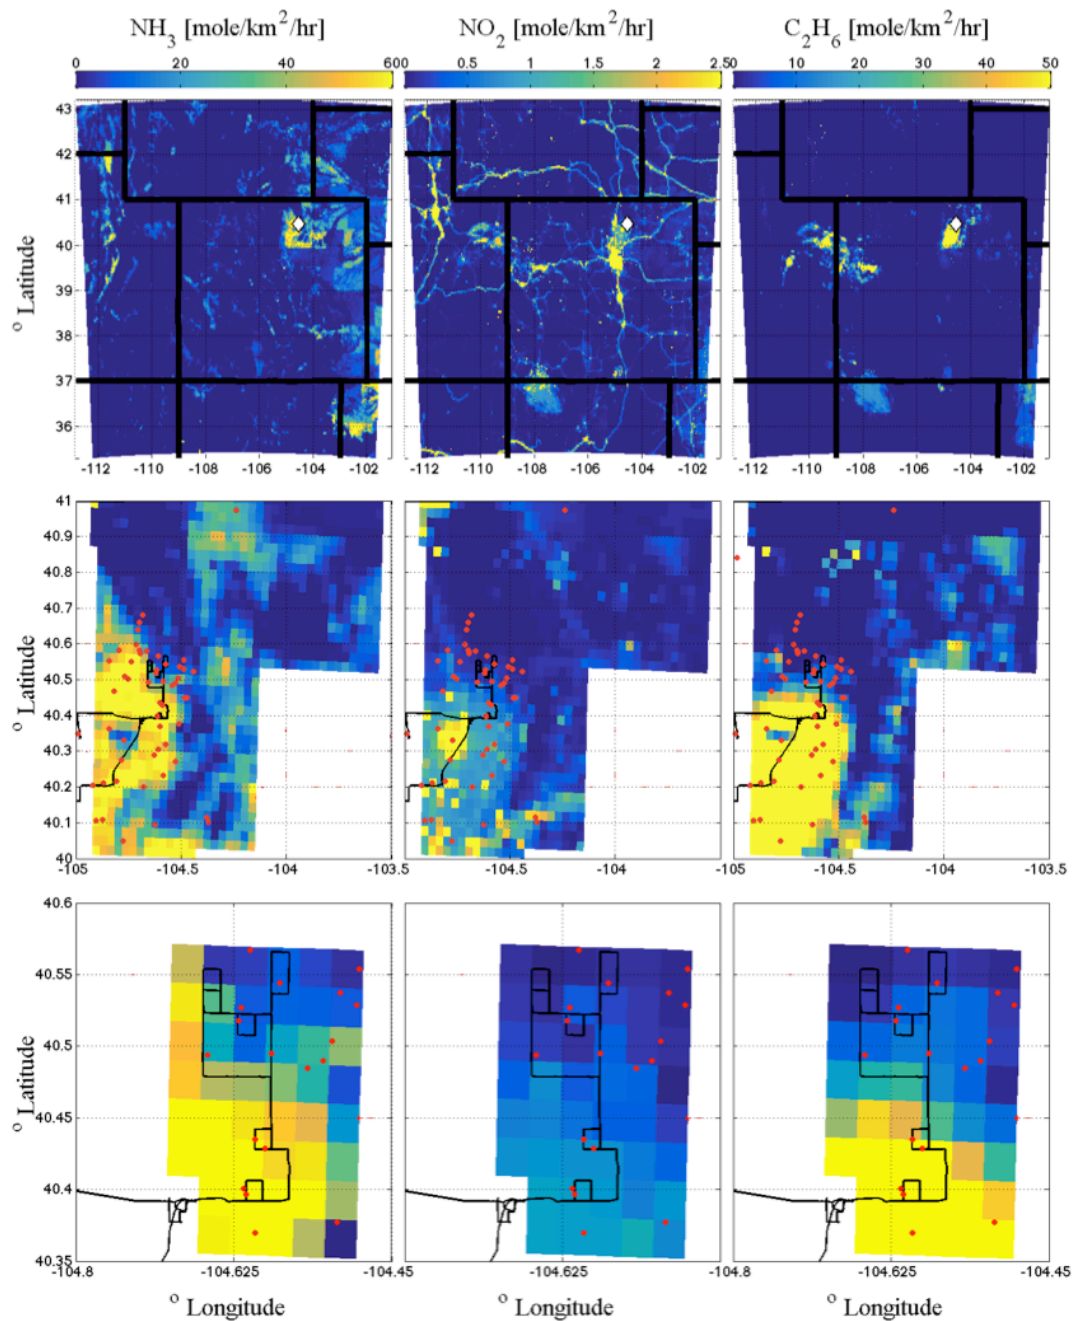 NH3 [mole/km2/hr] NO2 [mole/km2/hr] C2H6 [mole/km2/hr]
0 20 40 600 0.5 1 1.5 2 2.50 10 20 30 40 50
43
42
41
40
39
38
37
36
° Latitude
-112 -110 -108 -106 -104 -102 -112 -110 -108 -106 -104 -102 -112 -110 -108 -106 -104 -102
41
40.9
40.8
40.7
40.6
40.5
40.4
40.3
40.2
40.1
40
° Latitude
-105 -104.5 -104 -103.5 -104.5 -104 -105 -104.5 -104 -103.5
40.6
40.55
40.5
40.45
40.4
40.35
° Latitude
-104.8 -104.625 -104.45 -104.625 -104.8 -104.625 -104.45
° Longitude ° Longitude ° Longitude